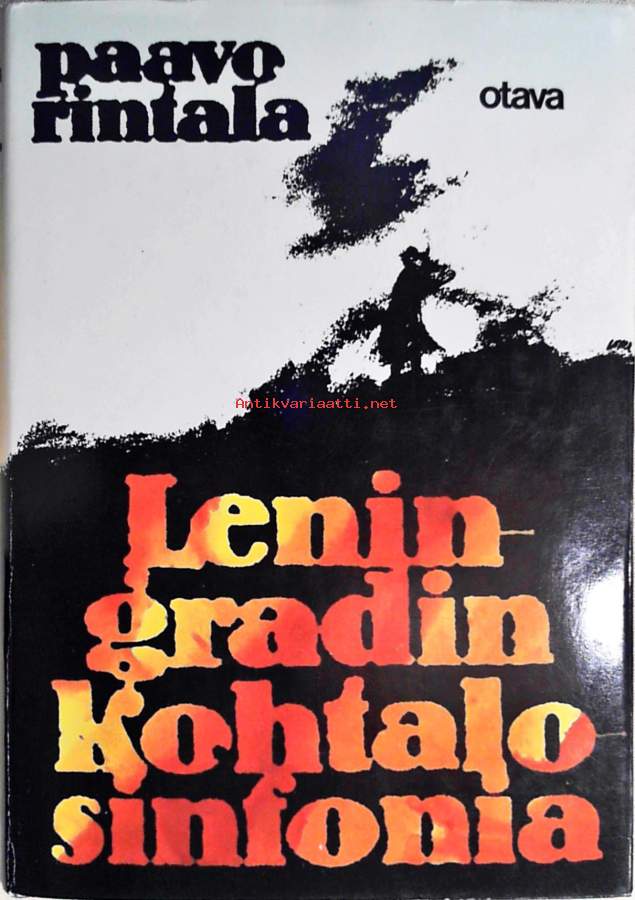 paavo
rintala
otava
Antikvariaatti.net
Lenin-
gradin
Kohtalo-
sinfonia